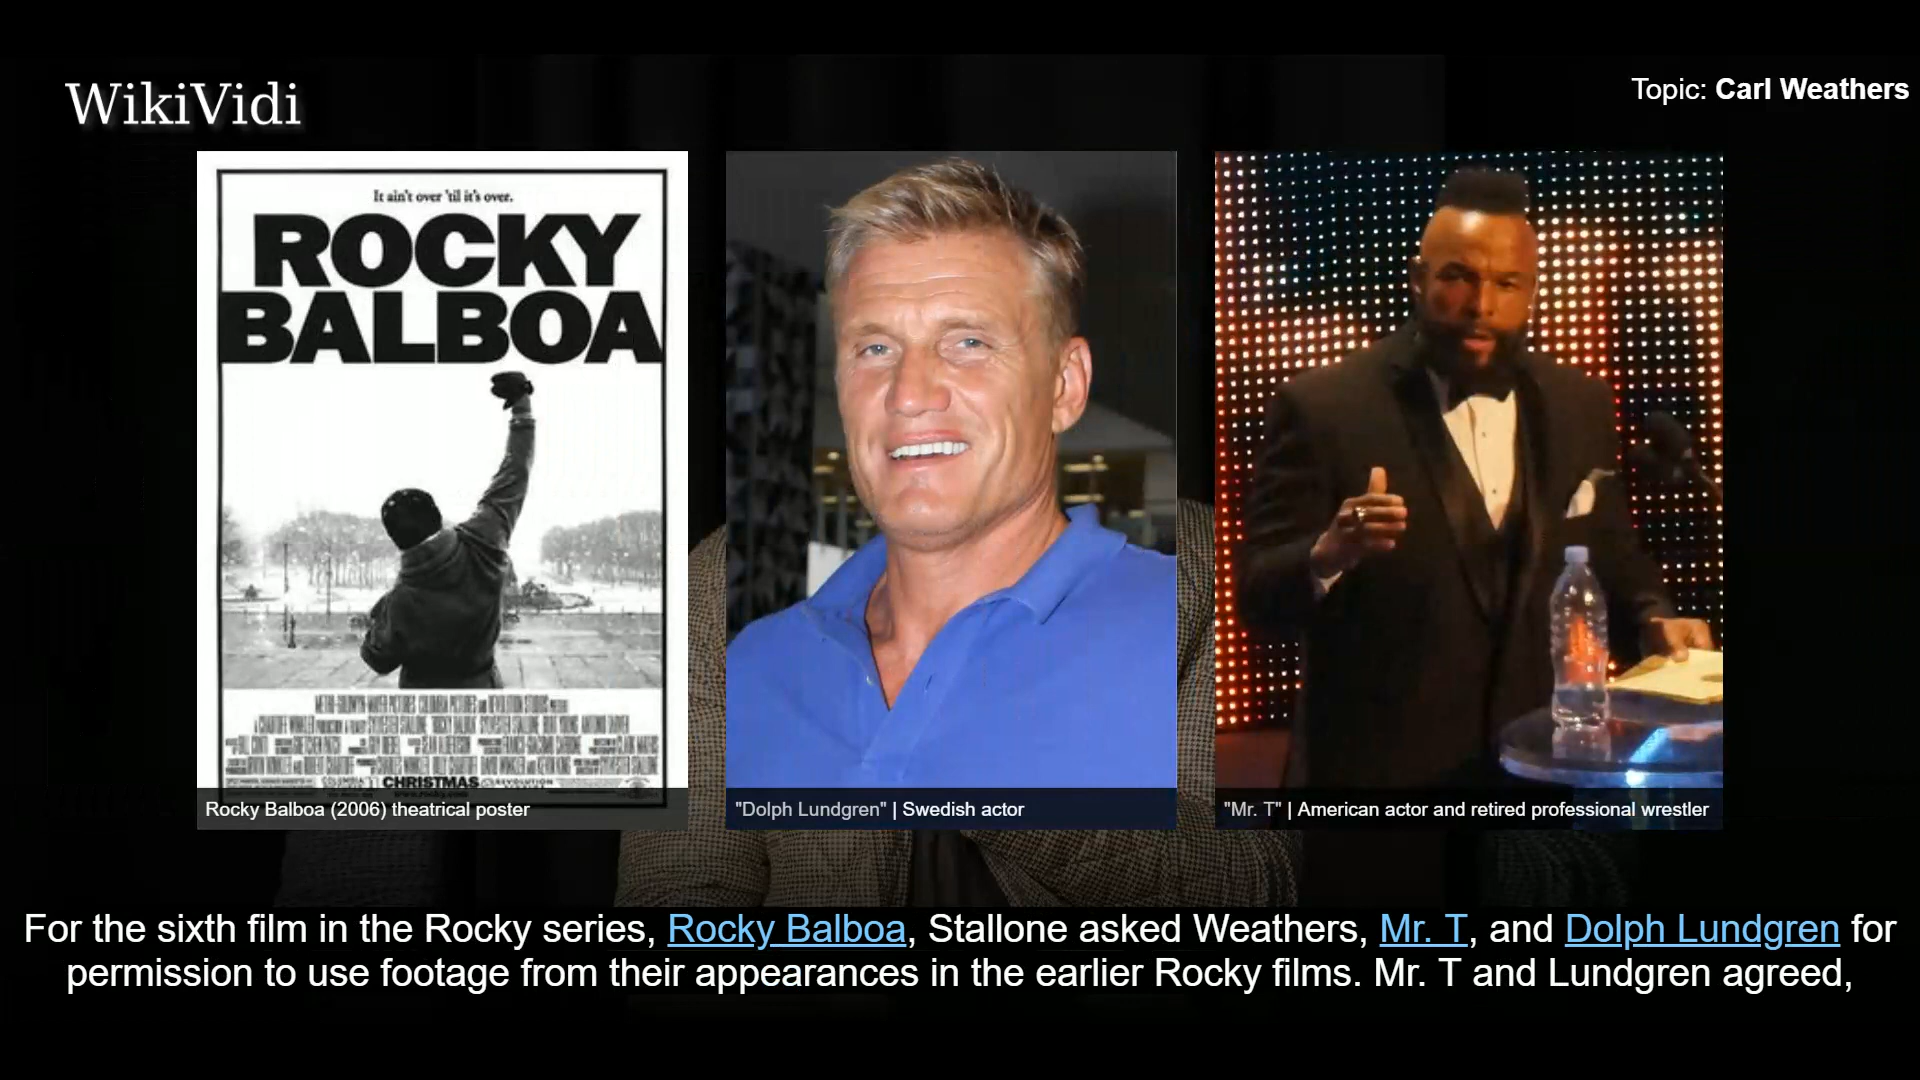 WikiVidi
Topic: Carl Weathers
It ain't over 'til it's over.
ROCKY
BALBOA
CHRISTMAS
Rocky Balboa (2006) theatrical poster
"Dolph Lundgren" | Swedish actor
"Mr. T" | American actor and retired professional wrestler
For the sixth film in the Rocky series, Rocky Balboa, Stallone asked Weathers, Mr. T, and Dolph Lundgren for
permission to use footage from their appearances in the earlier Rocky films. Mr. T and Lundgren agreed,